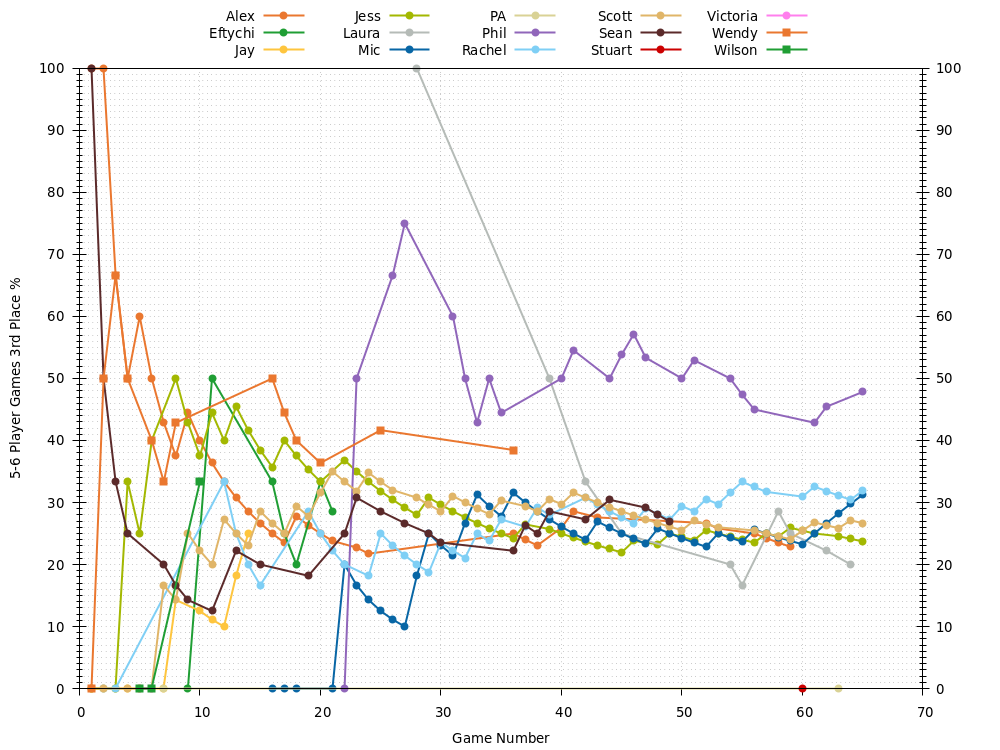 Alex Jess PA Scott Victoria
Eftychi Laura Phil Sean Wendy
Jay Mic Rachel Stuart Wilson
100 100
90 90
80 80
70 70
60 60
50 50
40 40
30 30
20 20
10 10
0 0
5-6 Player Games 3rd Place %
0 10 20 30 40 50 60 70
Game Number